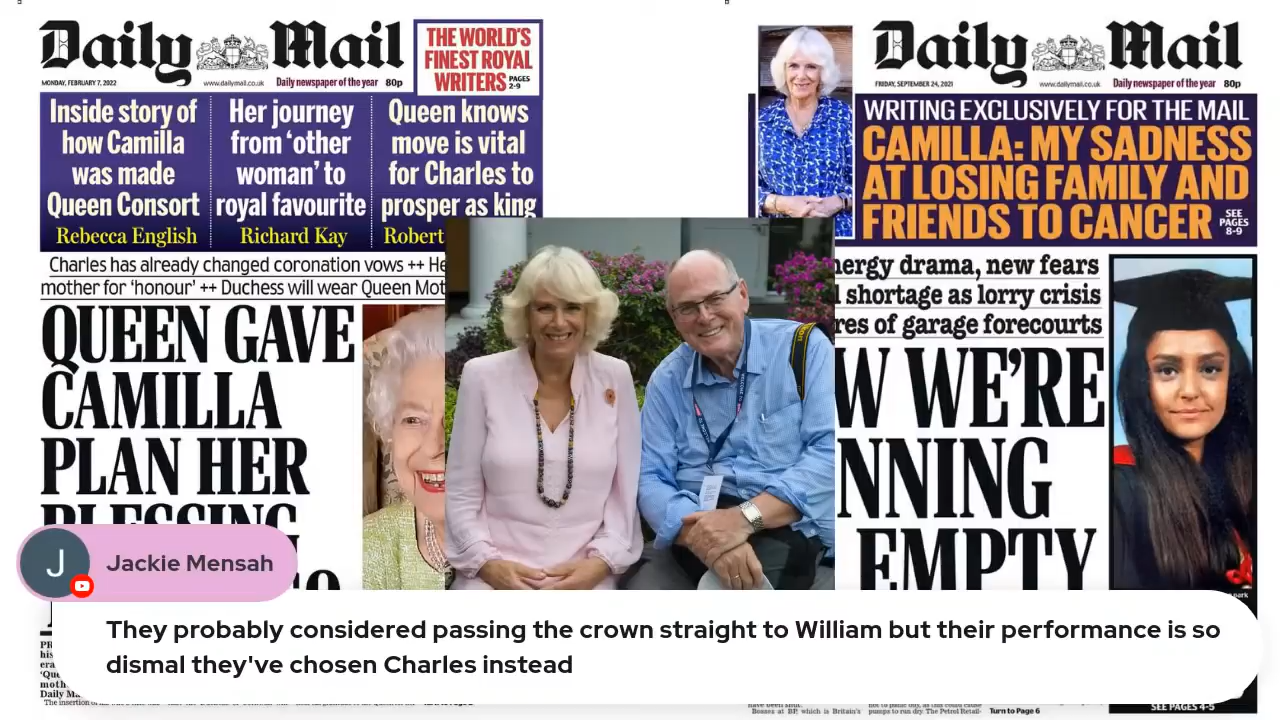 Daily Mail
MONDAY, FEBRUARY 7, 2022
www.dailymail.co.uk
Daily newspaper of the year
80p
THE WORLD'S
FINEST ROYAL
WRITERS PAGES
2-9
Inside story of
how Camilla
was made
Queen Consort
Rebecca English
Her journey
from 'other
woman' to
royal favourite
Richard Kay
Queen knows
move is vital
for Charles to
prosper as king
Robert
Charles has already changed coronation vows ++ He
mother for 'honour' ++ Duchess will wear Queen Mot
QUEEN GAVE
CAMILLA
PLAN HER
BLESSING
Daily Mail
FRIDAY, SEPTEMBER 24, 2021
www.dailymail.co.uk
Daily newspaper of the year
80p
WRITING EXCLUSIVELY FOR THE MAIL
CAMILLA: MY SADNESS
AT LOSING FAMILY AND
FRIENDS TO CANCER
SEE
PAGES
8-9
nergy drama, new fears
shortage as lorry crisis
res of garage forecourts
W WE'RE
NNING
EMPTY
J
Jackie Mensah
They probably considered passing the crown straight to William but their performance is so
dismal they've chosen Charles instead
Turn to Page 6
SEE PAGES 4-5